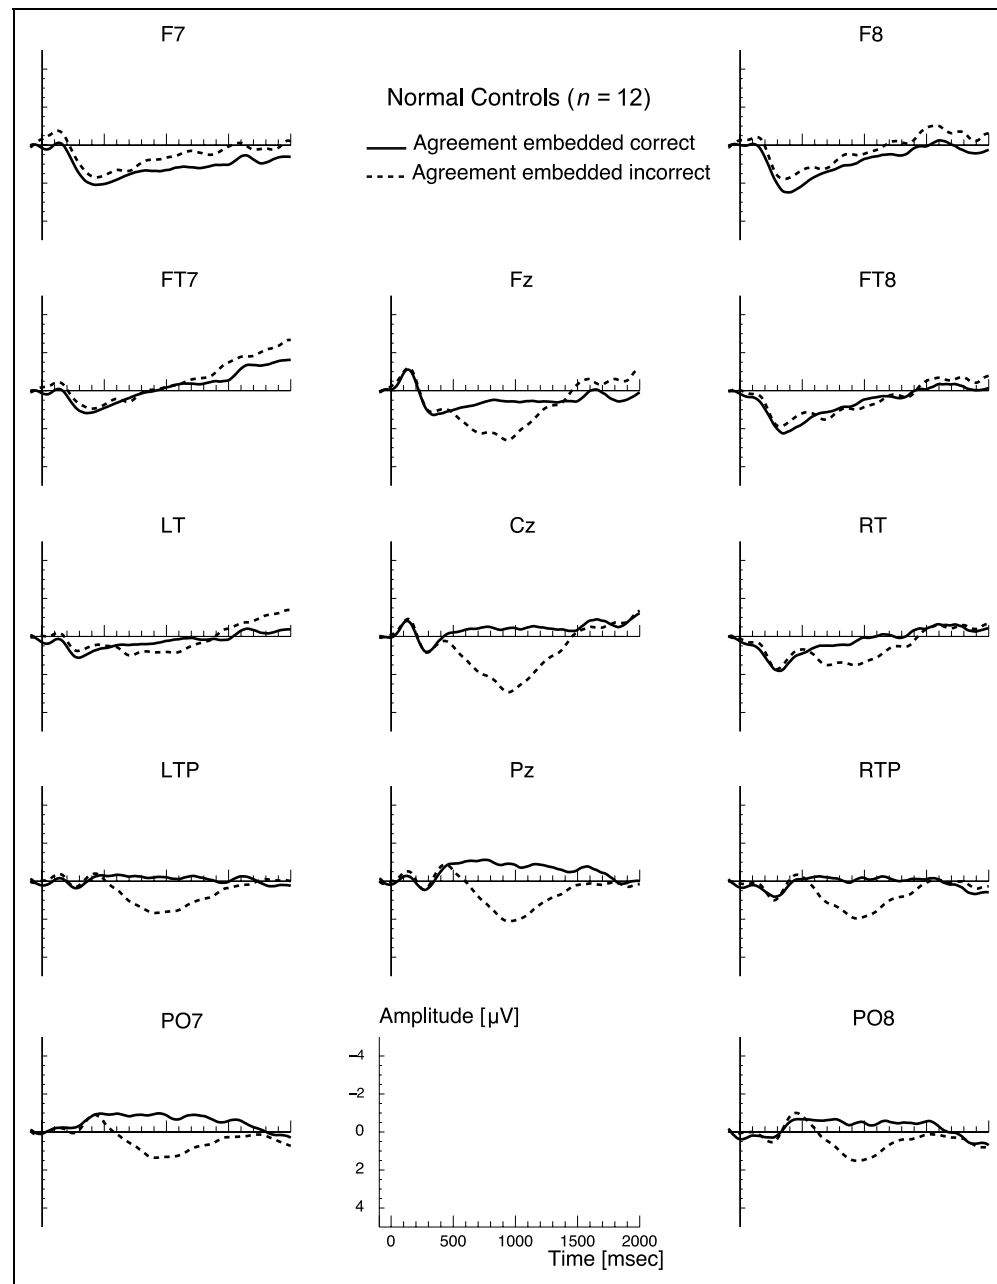 F7
F8
Normal Controls (n = 12)
Agreement embedded correct
Agreement embedded incorrect
FT7
Fz
FT8
LT
Cz
RT
LTP
Pz
RTP
PO7
Amplitude [µV]
PO8
−4
−2
0
2
4
0 500 1000 1500 2000
Time [msec]